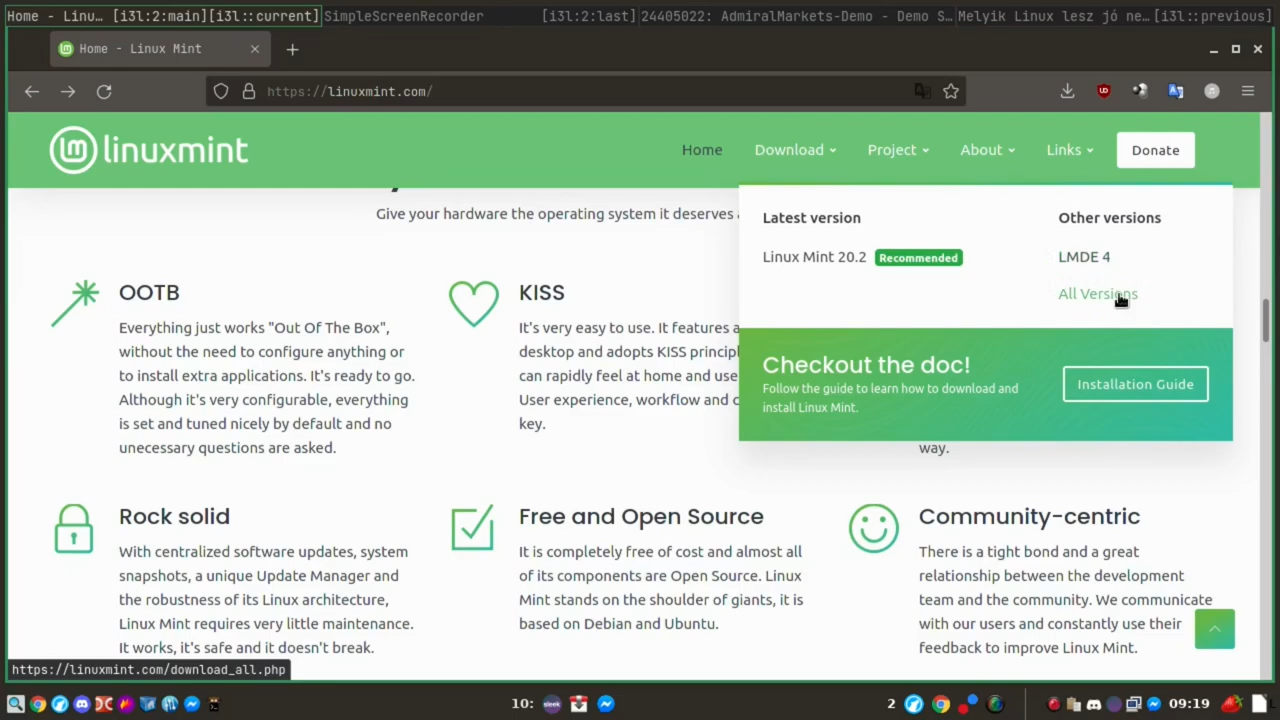 Home - Linu… [i3l:2:main][i3l::current]
SimpleScreenRecorder [i3l:2:last]
24405022: AdmiralMarkets-Demo - Demo S…
Melyik Linux lesz jó ne… [i3l::previous]
Home - Linux Mint
https://linuxmint.com/
linuxmint
Home
Download
Project
About
Links
Donate
Give your hardware the operating system it deserves
Latest version
Linux Mint 20.2 Recommended
Other versions
LMDE 4
All Versions
Checkout the doc!
Follow the guide to learn how to download and
install Linux Mint.
Installation Guide
OOTB
Everything just works "Out Of The Box",
without the need to configure anything or
to install extra applications. It's ready to go.
Although it's very configurable, everything
is set and tuned nicely by default and no
unecessary questions are asked.
KISS
It's very easy to use. It features a
desktop and adopts KISS
can rapidly feel at home and use
User experience, workflow and
key.
way.
Rock solid
With centralized software updates, system
snapshots, a unique Update Manager and
the robustness of its Linux architecture,
Linux Mint requires very little maintenance.
It works, it's safe and it doesn't break.
Free and Open Source
It is completely free of cost and almost all
of its components are Open Source. Linux
Mint stands on the shoulder of giants, it is
based on Debian and Ubuntu.
Community-centric
There is a tight bond and a great
relationship between the development
team and the community. We communicate
with our users and constantly use their
feedback to improve Linux Mint.
https://linuxmint.com/download_all.php
10:
sleek
2
09:19